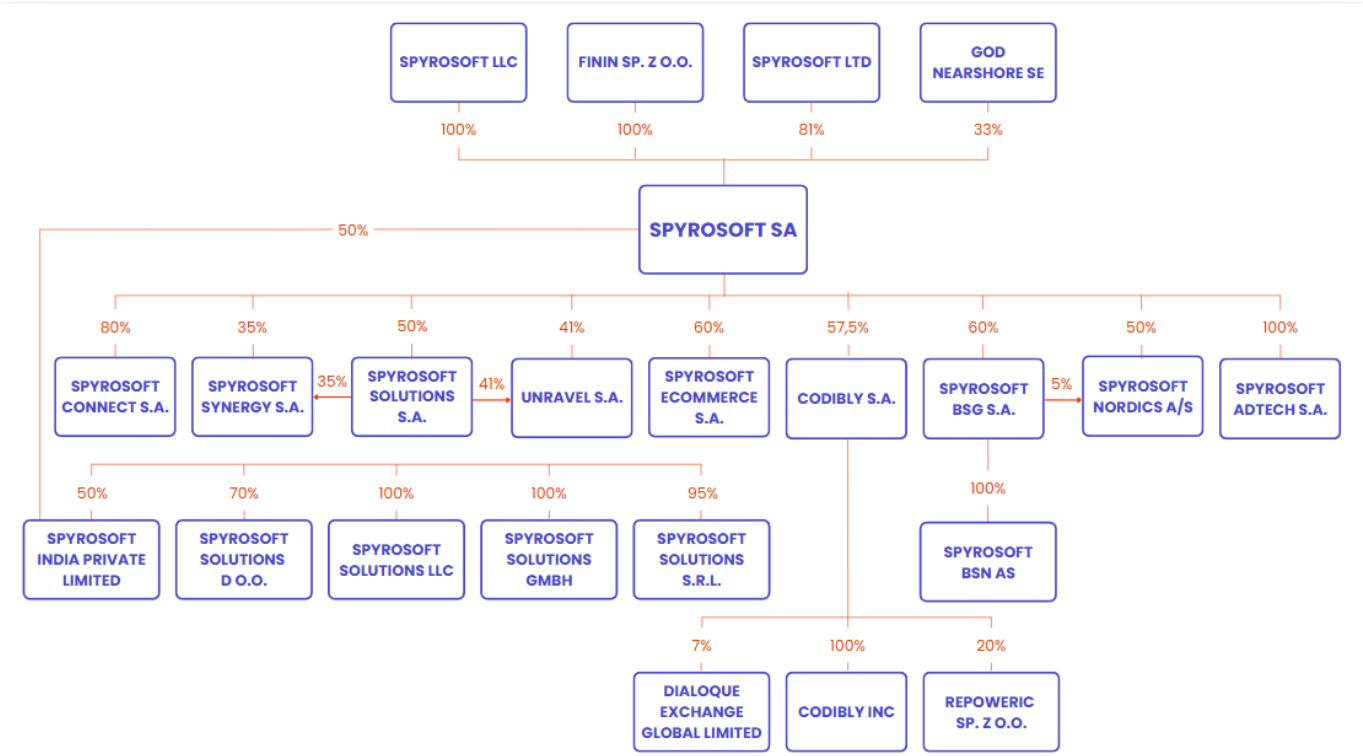 SPYROSOFT LLC
FININ SP. Z O.O.
SPYROSOFT LTD
GOD
NEARSHORE SE
100%
100%
81%
33%
SPYROSOFT SA
50%
80%
35%
50%
41%
60%
57,5%
60%
50%
100%
SPYROSOFT
CONNECT S.A.
SPYROSOFT
SYNERGY S.A.
35%
SPYROSOFT
SOLUTIONS
S.A.
41%
UNRAVEL S.A.
SPYROSOFT
ECOMMERCE
S.A.
CODIBLY S.A.
SPYROSOFT
BSG S.A.
5%
SPYROSOFT
NORDICS A/S
SPYROSOFT
ADTECH S.A.
50%
70%
100%
100%
95%
100%
SPYROSOFT
INDIA PRIVATE
LIMITED
SPYROSOFT
SOLUTIONS
D O.O.
SPYROSOFT
SOLUTIONS LLC
SPYROSOFT
SOLUTIONS
GMBH
SPYROSOFT
SOLUTIONS
S.R.L.
SPYROSOFT
BSN AS
7%
100%
20%
DIALOQUE
EXCHANGE
GLOBAL LIMITED
CODIBLY INC
REPOWERIC
SP. Z O.O.